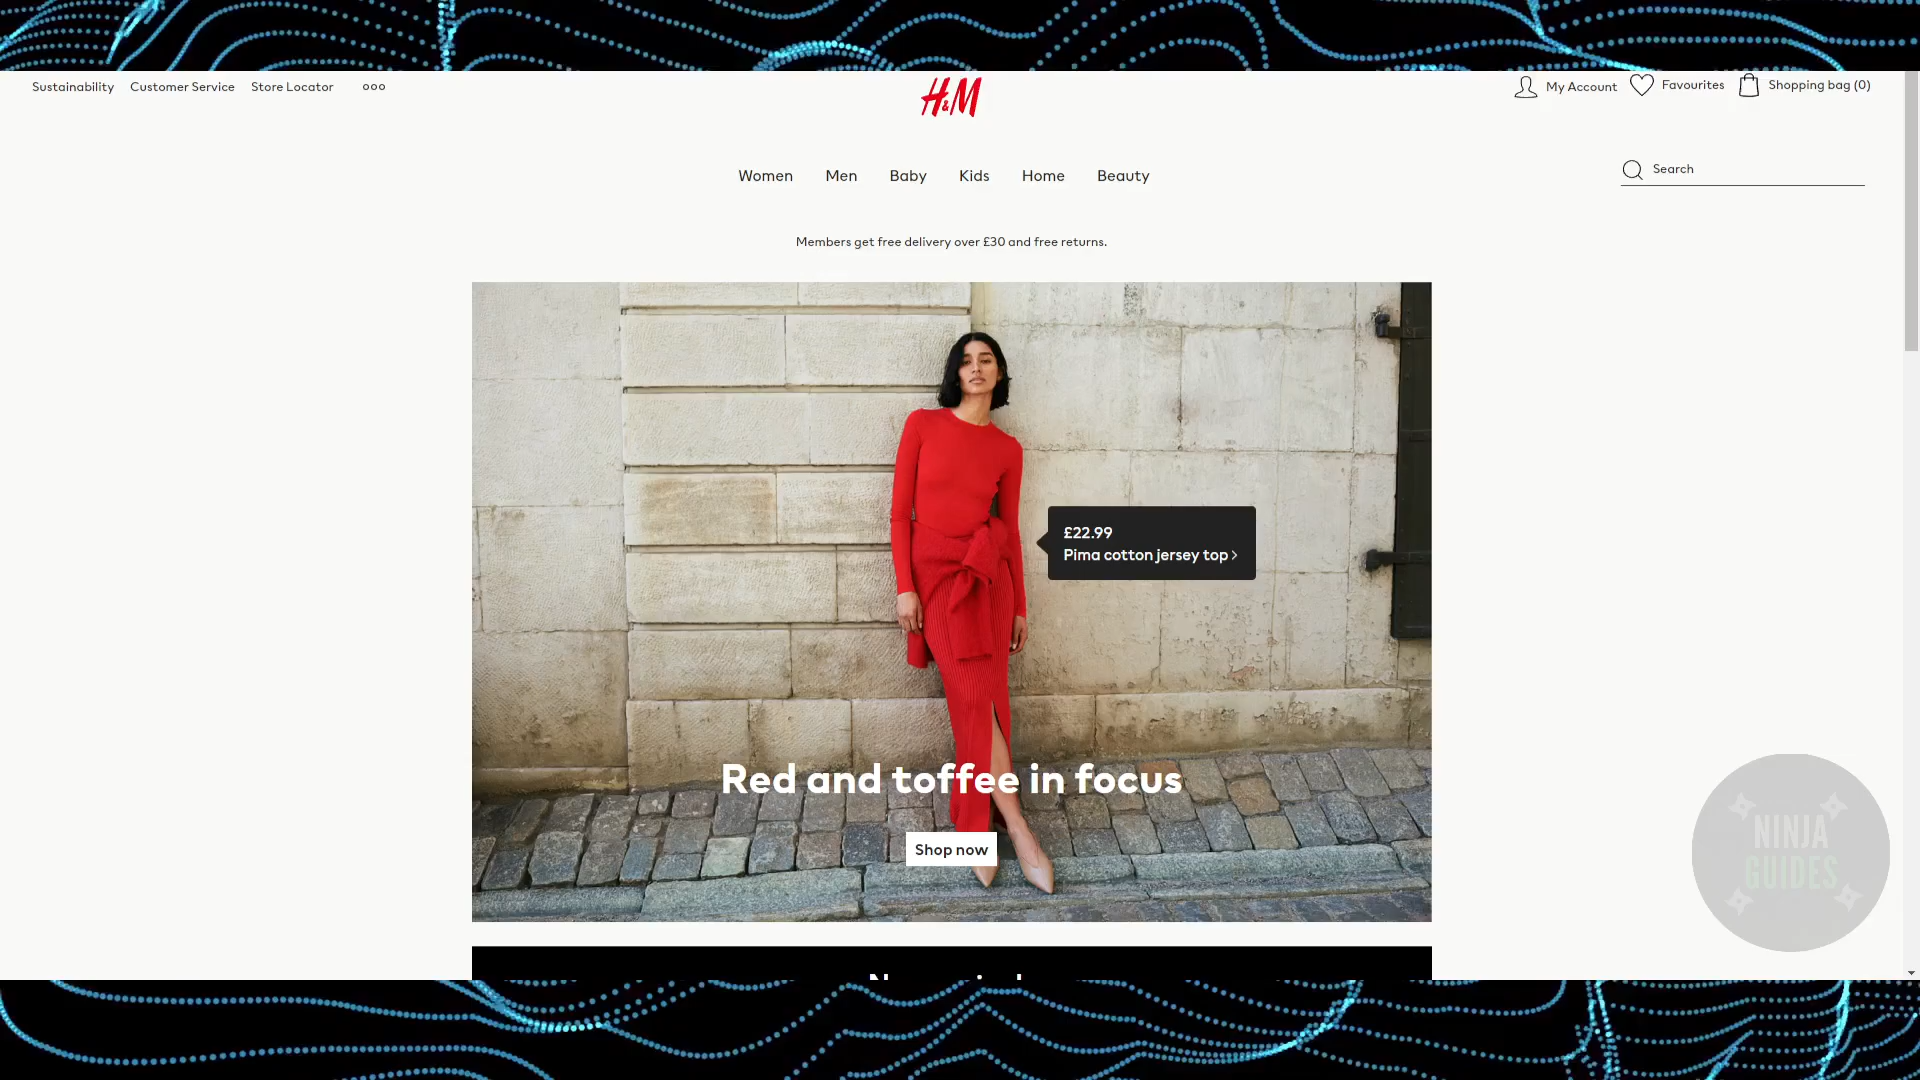 Sustainability Customer Service Store Locator
H&M
My Account Favourites Shopping bag (0)
Women Men Baby Kids Home Beauty
Search
Members get free delivery over £30 and free returns.
£22.99
Pima cotton jersey top >
Red and toffee in focus
Shop now
NINJA
GUIDES